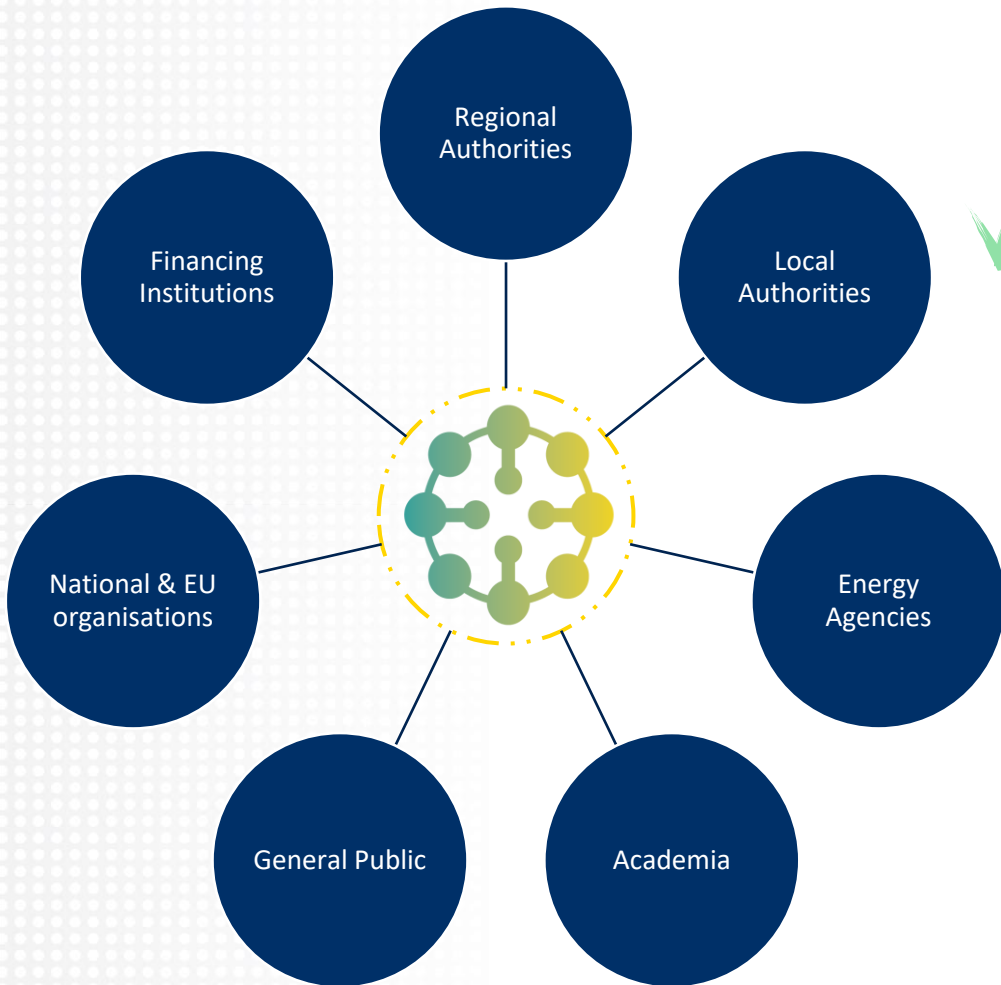 Regional
Authorities
Local
Authorities
Energy
Agencies
Academia
General Public
National & EU
organisations
Financing
Institutions